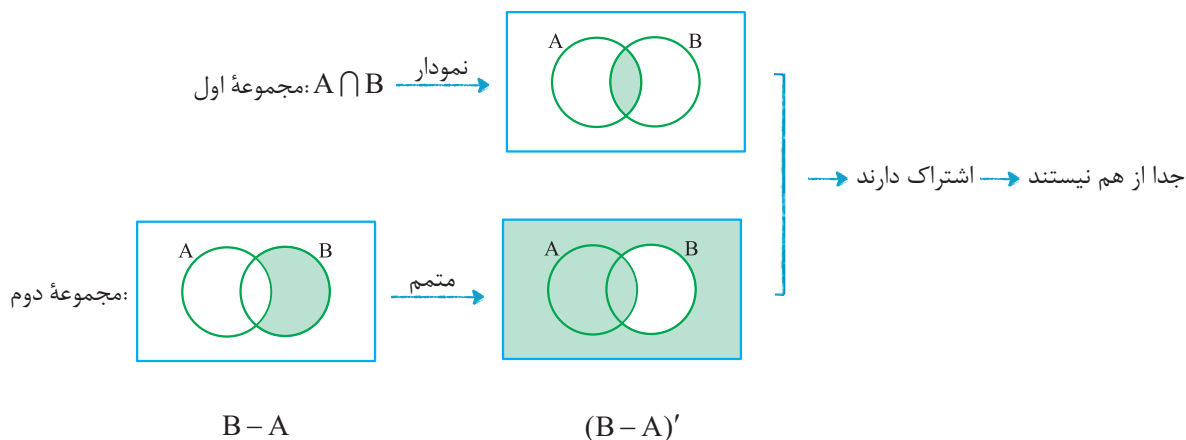 A B
مجموعهٔ اول: A ∩ B نمودار
جدا از هم نیستند اشتراک دارند
A B A B
مجموعهٔ دوم: متمم
B − A (B − A)′